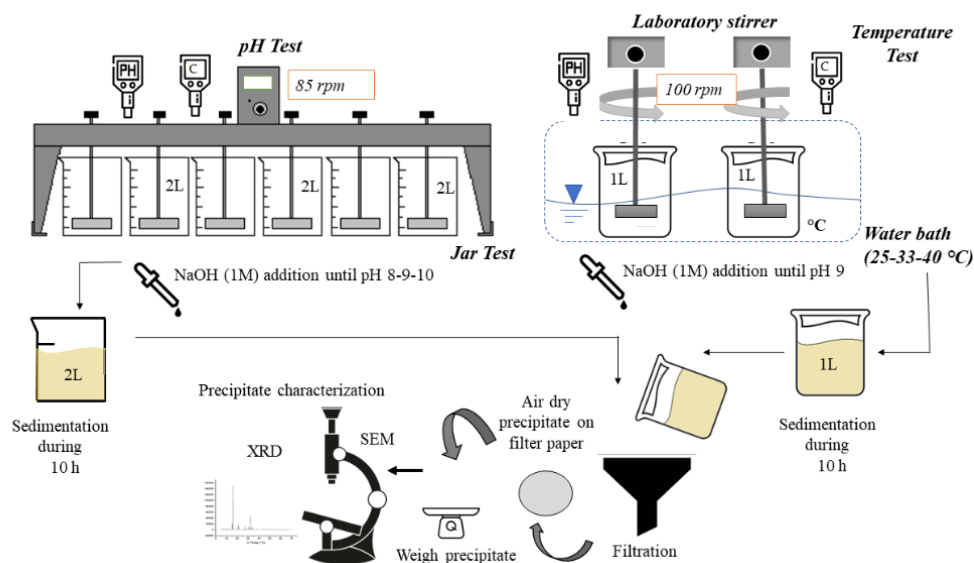 pH Test
PH
C
85 rpm
2L
2L
2L
Jar Test
Laboratory stirrer
Temperature
Test
PH
C
100 rpm
1L
1L
°C
Water bath
(25-33-40 °C)
NaOH (1M) addition until pH 8-9-10
NaOH (1M) addition until pH 9
2L
Sedimentation
during
10 h
1L
Sedimentation
during
10 h
Precipitate characterization
XRD
SEM
Air dry
precipitate on
filter paper
Q
Weigh precipitate
Filtration